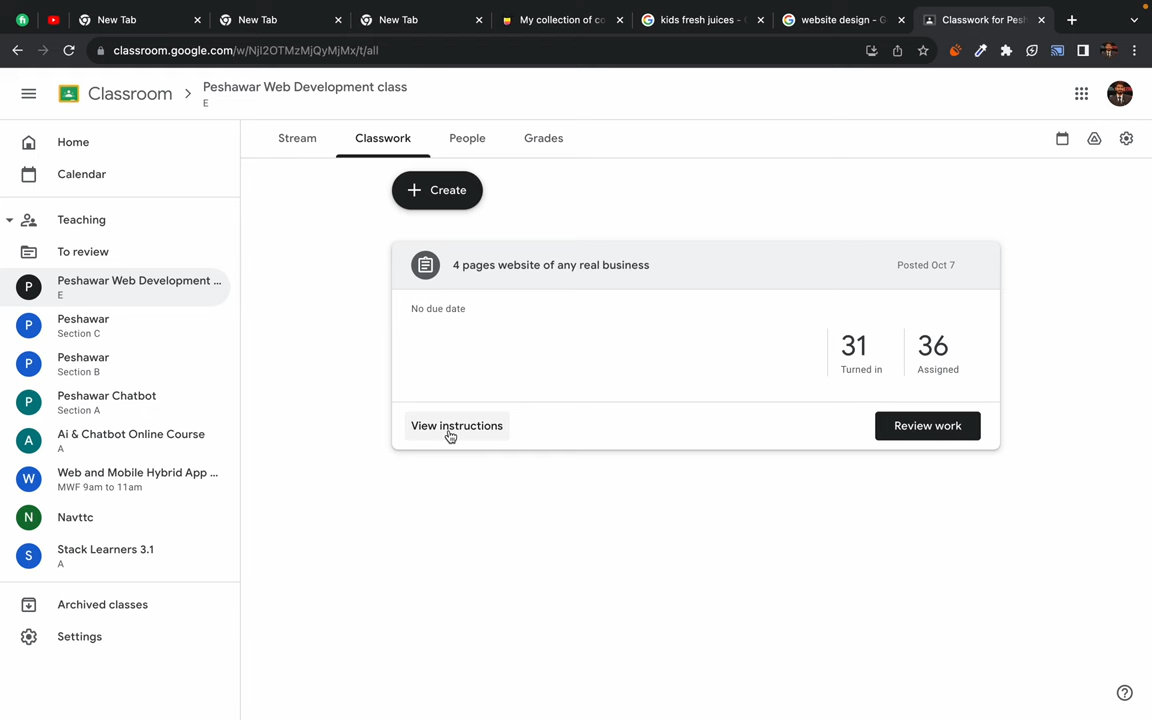 New Tab
New Tab
New Tab
My collection of co
kids fresh juices - G
website design - G
Classwork for Pesh
classroom.google.com/w/NjI2OTMzMjQyMjMx/t/all
Classroom
Peshawar Web Development class
E
Home
Calendar
Teaching
To review
Peshawar Web Development ...
E
P
Peshawar
Section C
P
Peshawar
Section B
P
Peshawar Chatbot
Section A
P
Ai & Chatbot Online Course
A
A
Web and Mobile Hybrid App ...
MWF 9am to 11am
W
Navttc
N
Stack Learners 3.1
A
S
Archived classes
Settings
Stream
Classwork
People
Grades
Create
4 pages website of any real business
Posted Oct 7
No due date
31
Turned in
36
Assigned
View instructions
Review work